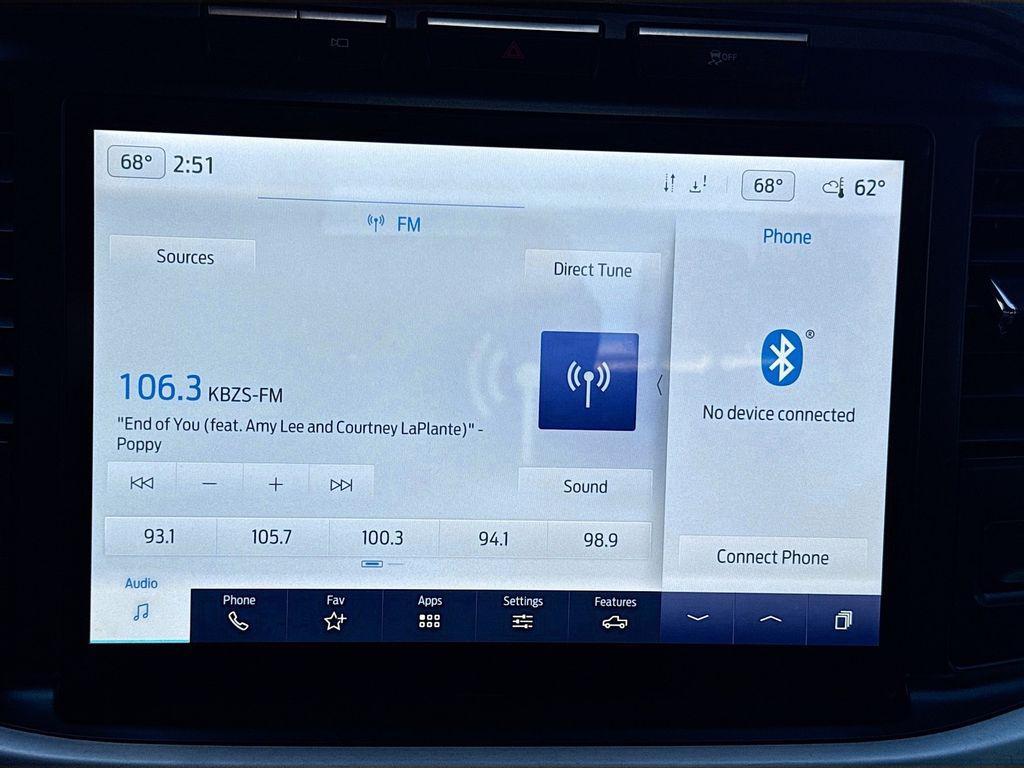 OFF
68° 2:51
68° 62°
FM
Phone
Sources
Direct Tune
®
106.3 KBZS-FM
No device connected
"End of You (feat. Amy Lee and Courtney LaPlante)" -
Poppy
Sound
93.1 105.7 100.3 94.1 98.9
Connect Phone
Audio
Phone Fav Apps Settings Features